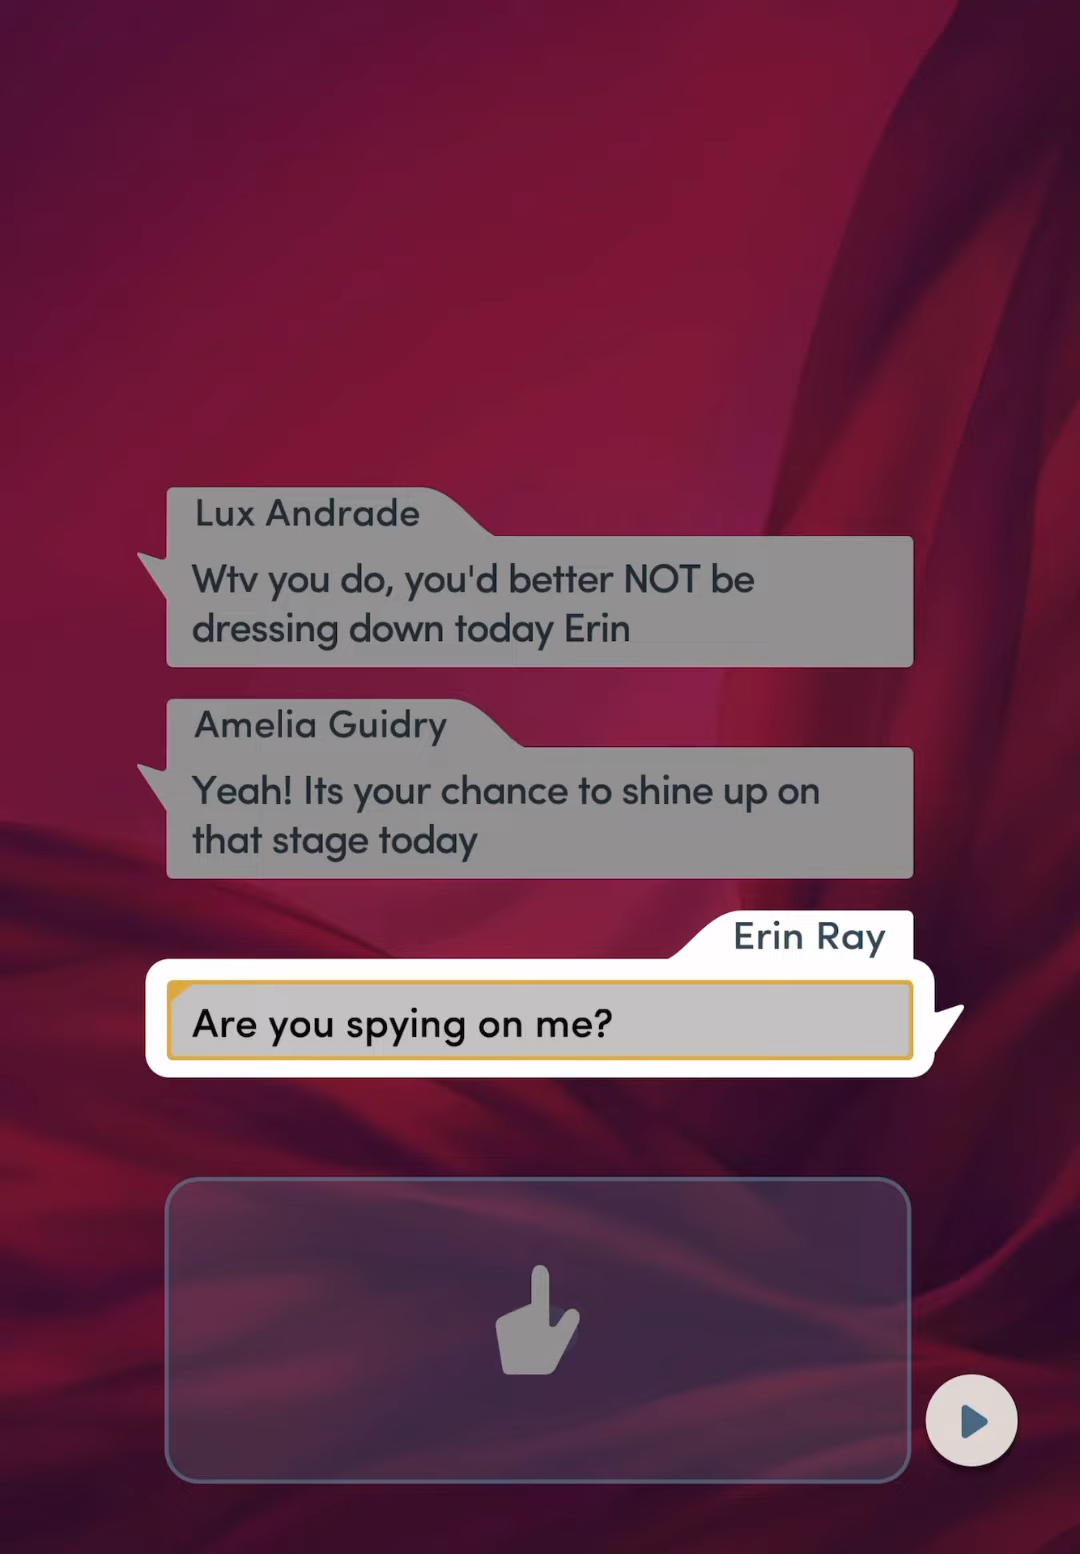 Lux Andrade
Wtv you do, you'd better NOT be
dressing down today Erin
Amelia Guidry
Yeah! Its your chance to shine up on
that stage today
Erin Ray
Are you spying on me?